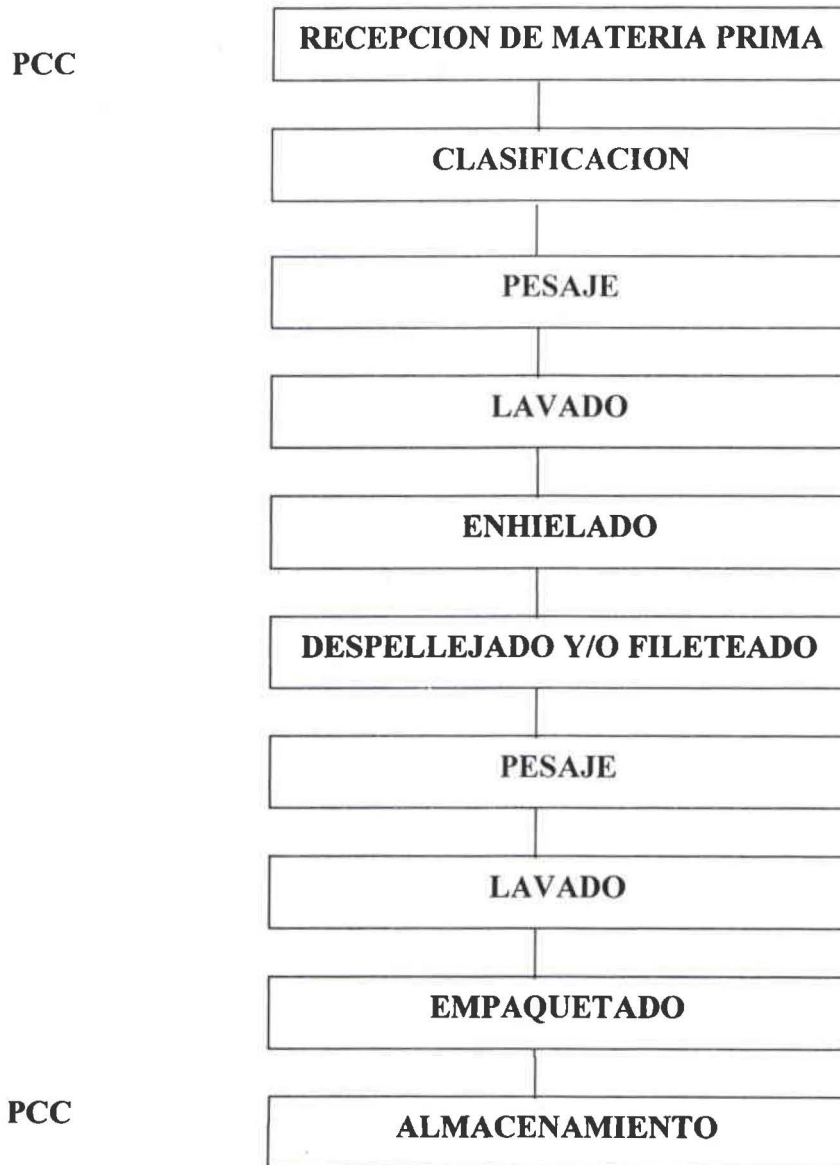 PCC
RECEPCION DE MATERIA PRIMA
CLASIFICACION
PESAJE
LAVADO
ENHIELADO
DESPELLEJADO Y/O FILETEADO
PESAJE
LAVADO
EMPAQUETADO
PCC
ALMACENAMIENTO